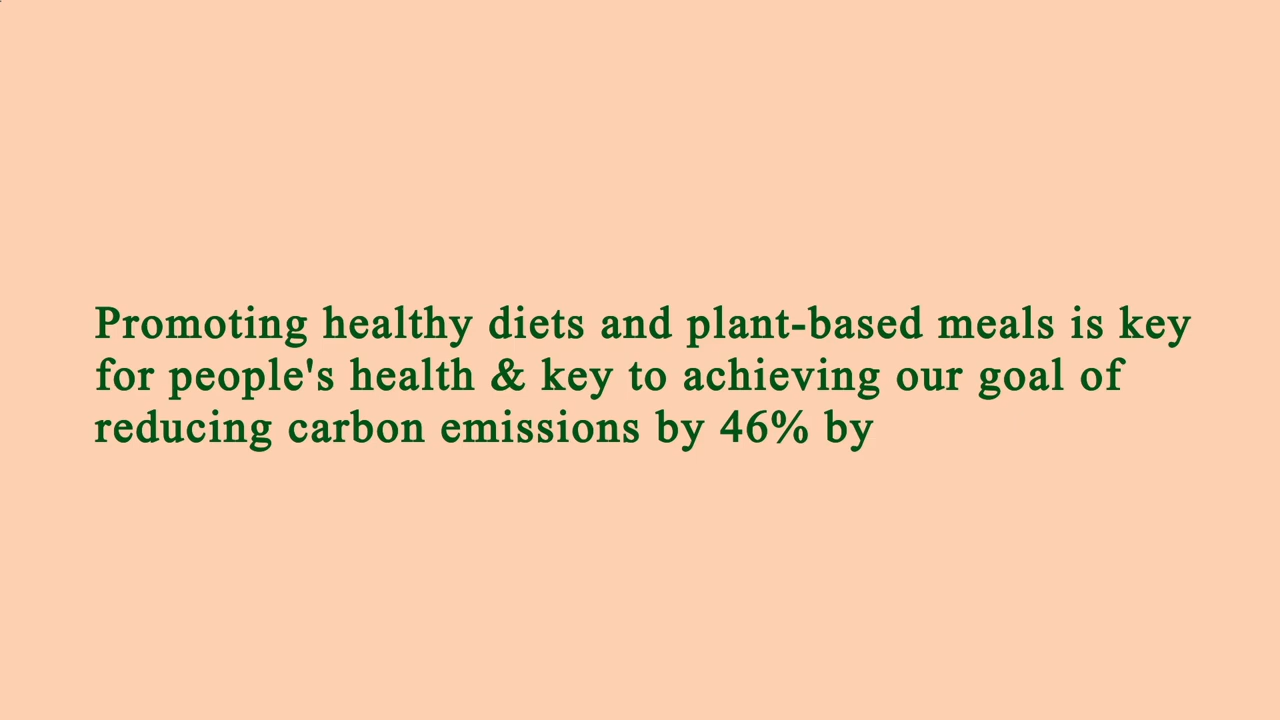 Promoting healthy diets and plant-based meals is key
for people's health & key to achieving our goal of
reducing carbon emissions by 46% by